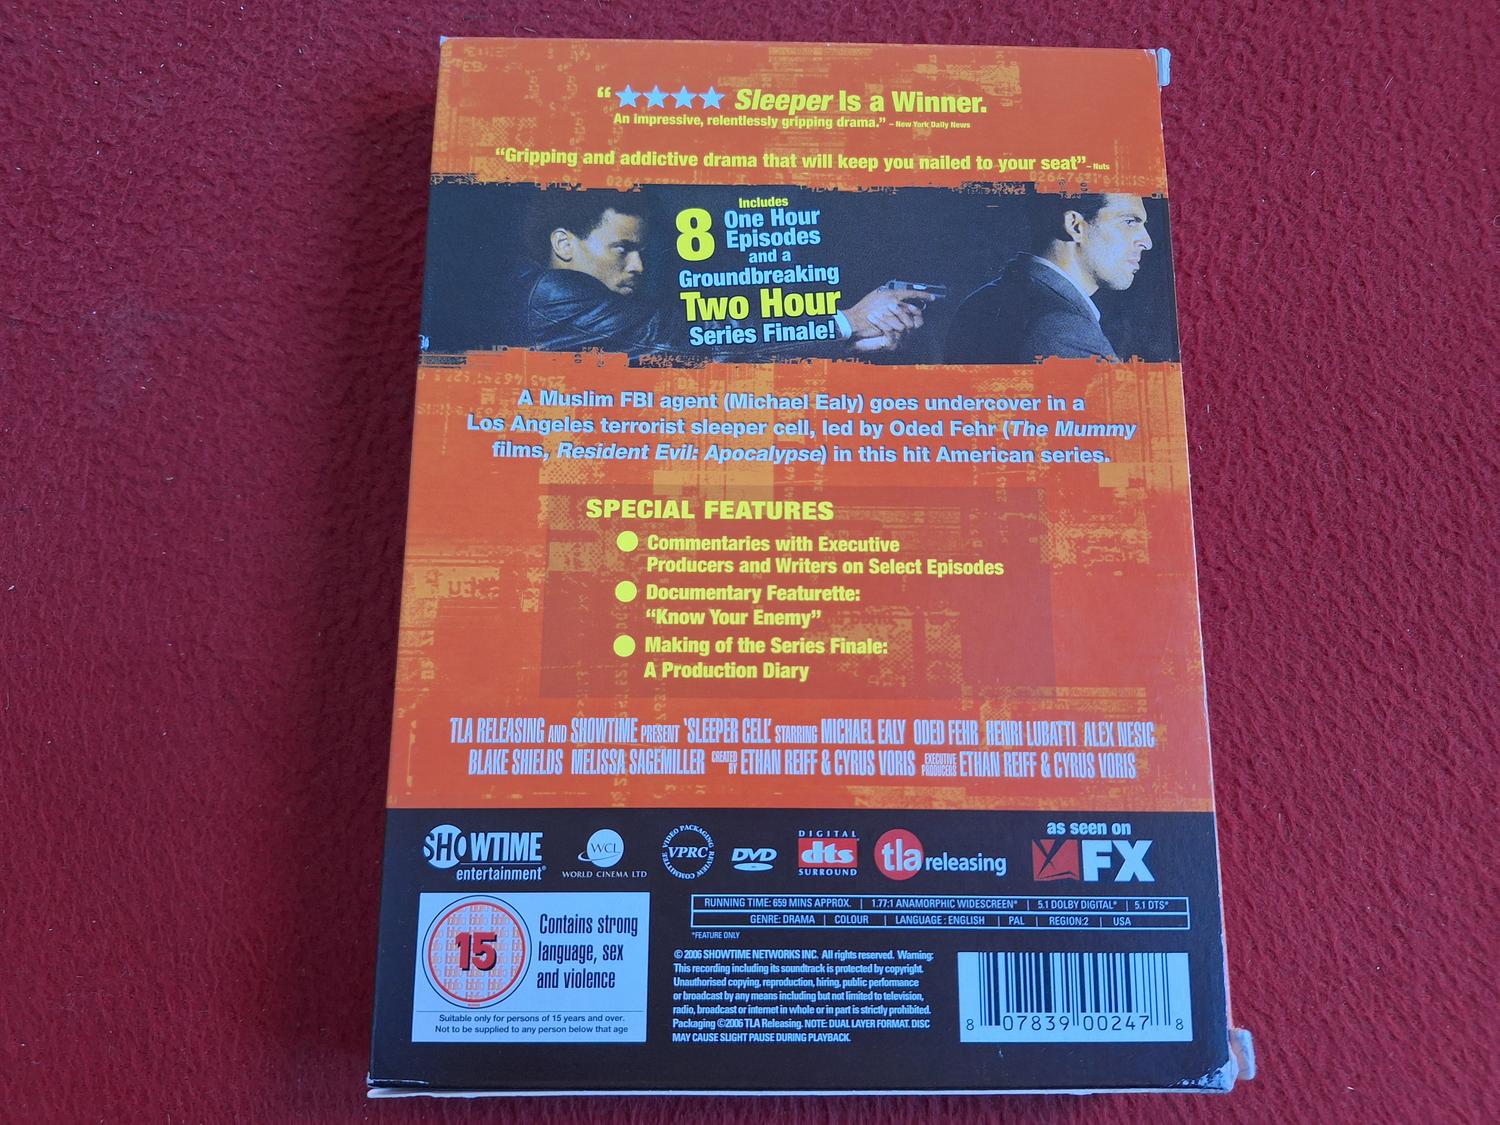 “★★★★ Sleeper Is a Winner.
An impressive, relentlessly gripping drama.” – New York Daily News
“Gripping and addictive drama that will keep you nailed to your seat” – Nuts
Includes
8 One Hour
Episodes
and a
Groundbreaking
Two Hour
Series Finale!
A Muslim FBI agent (Michael Ealy) goes undercover in a
Los Angeles terrorist sleeper cell, led by Oded Fehr (The Mummy
films, Resident Evil: Apocalypse) in this hit American series.
SPECIAL FEATURES
Commentaries with Executive
Producers and Writers on Select Episodes
Documentary Featurette:
“Know Your Enemy”
Making of the Series Finale:
A Production Diary
TLA RELEASING AND SHOWTIME PRESENT 'SLEEPER CELL' STARRING MICHAEL EALY ODED FEHR HENRI LUBATTI ALEX NESIC
BLAKE SHIELDS MELISSA SAGEMILLER CREATED BY ETHAN REIFF & CYRUS VORIS EXECUTIVE PRODUCERS ETHAN REIFF & CYRUS VORIS
SHOWTIME
entertainment®
WCL
WORLD CINEMA LTD
VIDEO PACKAGING REVIEW COMMITTEE
VPRC
DVD
DIGITAL
dts
SURROUND
tla releasing
as seen on
FX
15
Contains strong
language, sex
and violence
Suitable only for persons of 15 years and over.
Not to be supplied to any person below that age
RUNNING TIME: 659 MINS APPROX. | 1.77:1 ANAMORPHIC WIDESCREEN* | 5.1 DOLBY DIGITAL* | 5.1 DTS*
GENRE: DRAMA | COLOUR | LANGUAGE : ENGLISH | PAL | REGION:2 | USA
*FEATURE ONLY
© 2006 SHOWTIME NETWORKS INC. All rights reserved. Warning:
This recording including its soundtrack is protected by copyright.
Unauthorised copying, reproduction, hiring, public performance
or broadcast by any means including but not limited to television,
radio, broadcast or internet in whole or in part is strictly prohibited.
Packaging ©2006 TLA Releasing. NOTE: DUAL LAYER FORMAT. DISC
MAY CAUSE SLIGHT PAUSE DURING PLAYBACK.
8 07839 00247 8